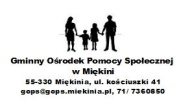 Gminny Ośrodek Pomocy Społecznej
w Miękini
55-330 Miękinia, ul. kościuszki 41
gops@gops.miekinia.pl, 71/ 7360850